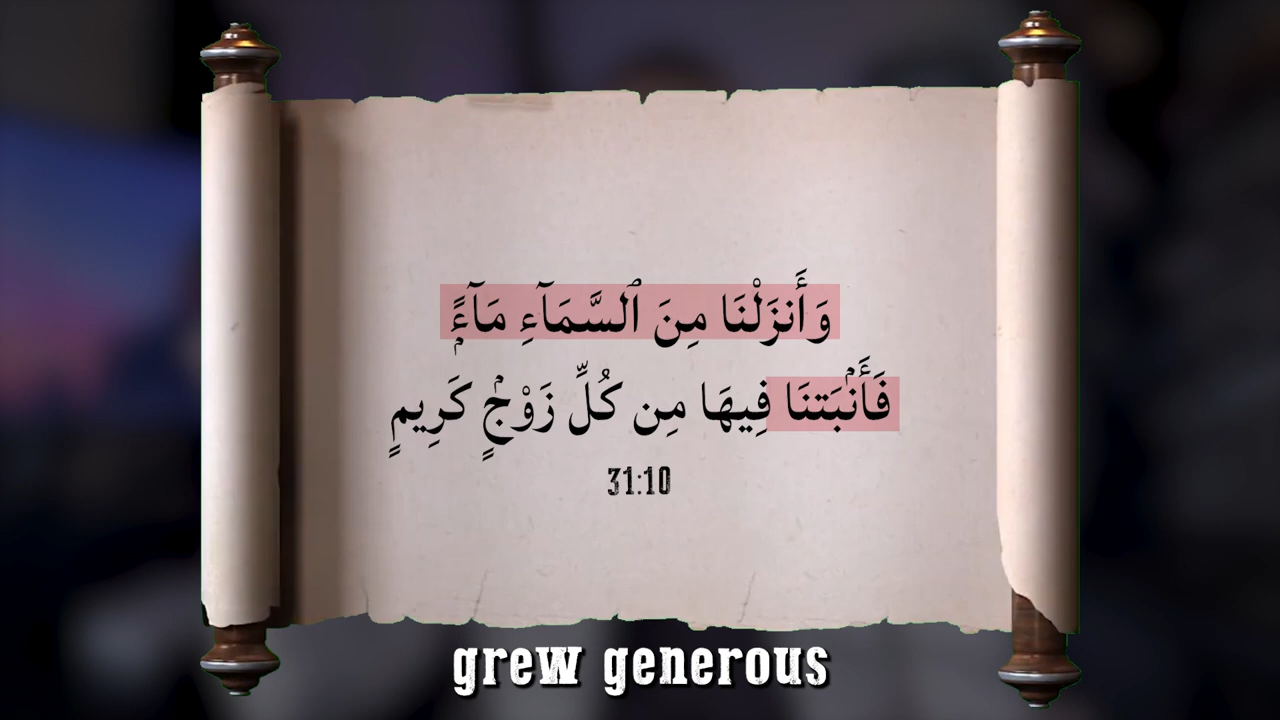 وَأَنزَلْنَا مِنَ ٱلسَّمَآءِ مَآءًۭ
فَأَنۢبَتْنَا فِيهَا مِن كُلِّ زَوْجٍۢ كَرِيمٍ
31:10
grew generous